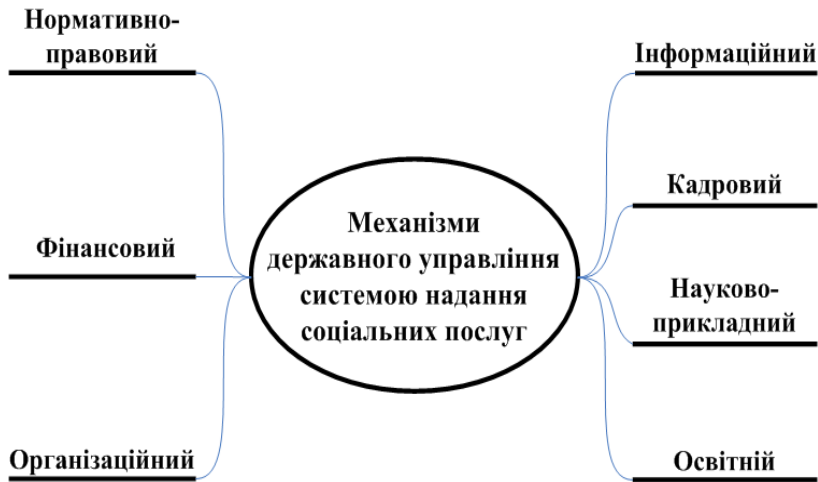 Нормативно-
правовий
Фінансовий
Організаційний
Механізми
державного управління
системою надання
соціальних послуг
Інформаційний
Кадровий
Науково-
прикладний
Освітній